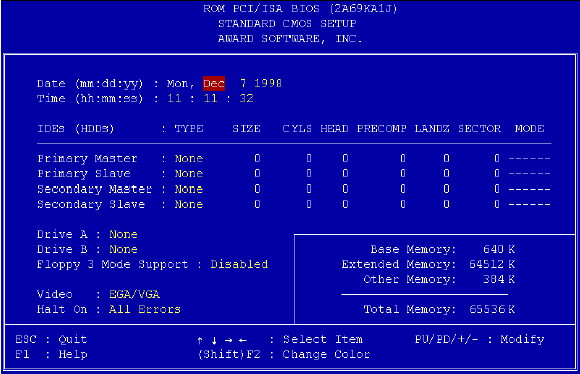 ROM PCI/ISA BIOS (2A69KA1J)
STANDARD CMOS SETUP
AWARD SOFTWARE, INC.
Date (mm:dd:yy) : Mon, Dec 7 1998
Time (hh:mm:ss) : 11 : 11 : 32
IDEs (HDDs) : TYPE SIZE CYLS HEAD PRECOMP LANDZ SECTOR MODE
Primary Master : None 0 0 0 0 0 0 ------
Primary Slave : None 0 0 0 0 0 0 ------
Secondary Master : None 0 0 0 0 0 0 ------
Secondary Slave : None 0 0 0 0 0 0 ------
Drive A : None
Drive B : None
Floppy 3 Mode Support : Disabled
Video : EGA/VGA
Halt On : All Errors
Base Memory: 640 K
Extended Memory: 64512 K
Other Memory: 384 K
Total Memory: 65536 K
ESC : Quit ↑ ↓ → ← : Select Item PU/PD/+/- : Modify
F1 : Help (Shift)F2 : Change Color